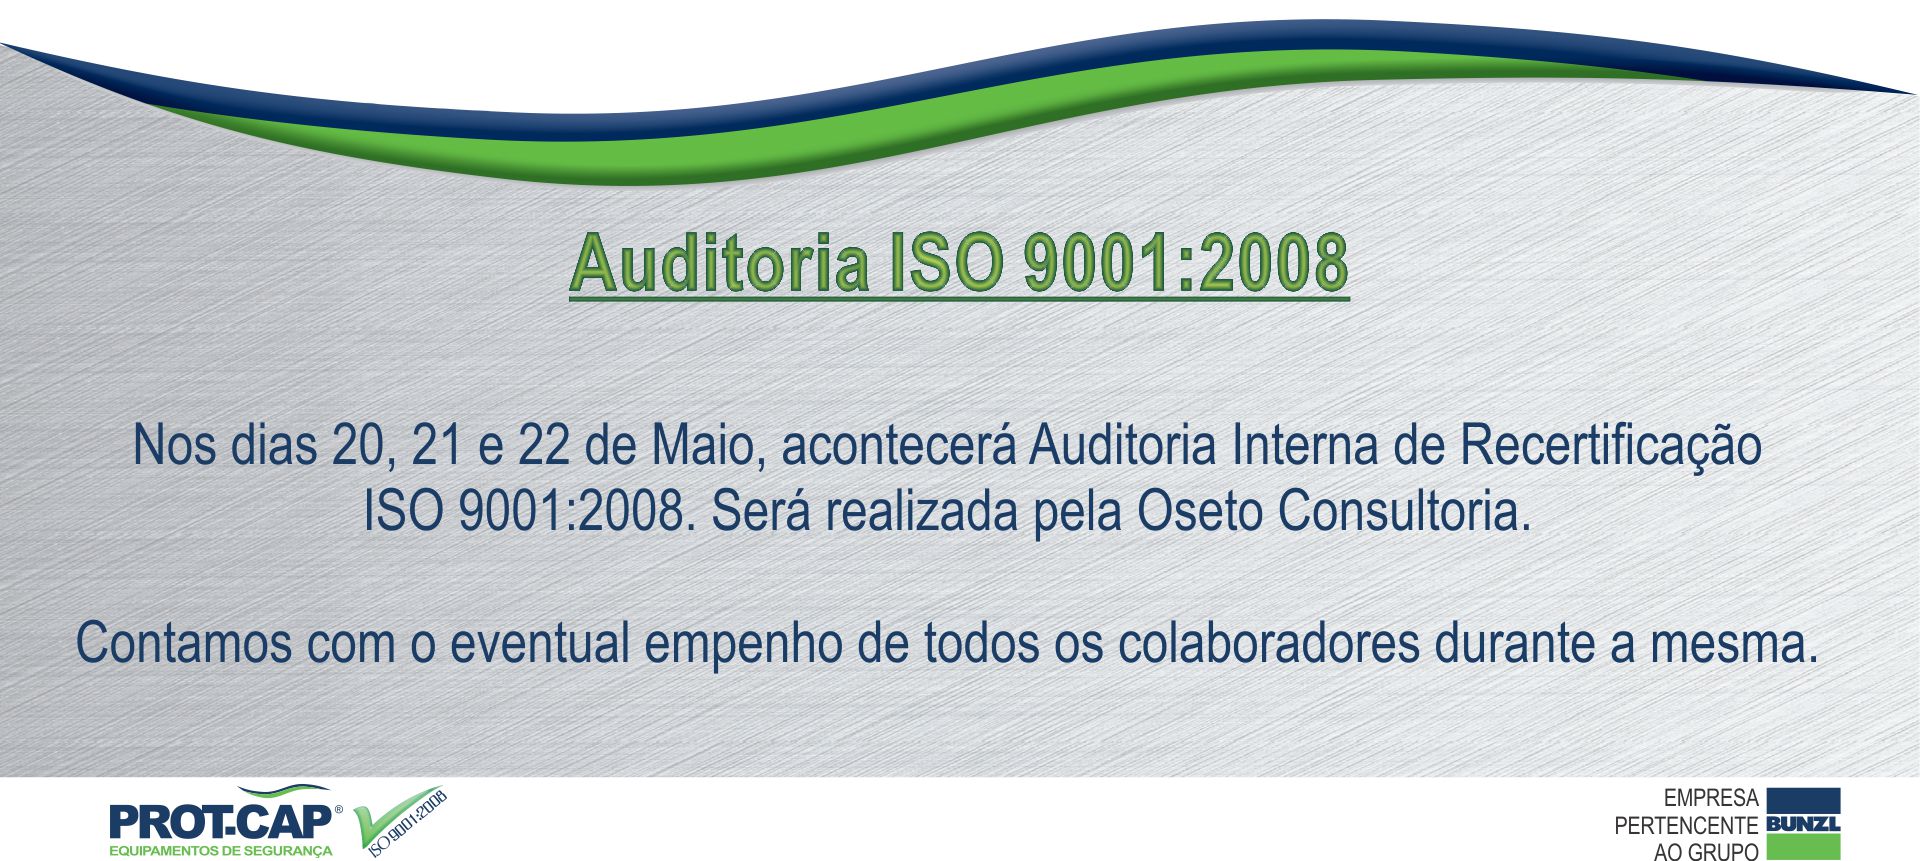 Auditoria ISO 9001:2008
Nos dias 20, 21 e 22 de Maio, acontecerá Auditoria Interna de Recertificação
ISO 9001:2008. Será realizada pela Oseto Consultoria.
Contamos com o eventual empenho de todos os colaboradores durante a mesma.
PROT-CAP®
EQUIPAMENTOS DE SEGURANÇA
ISO 9001:2008
EMPRESA
PERTENCENTE
AO GRUPO
BUNZL